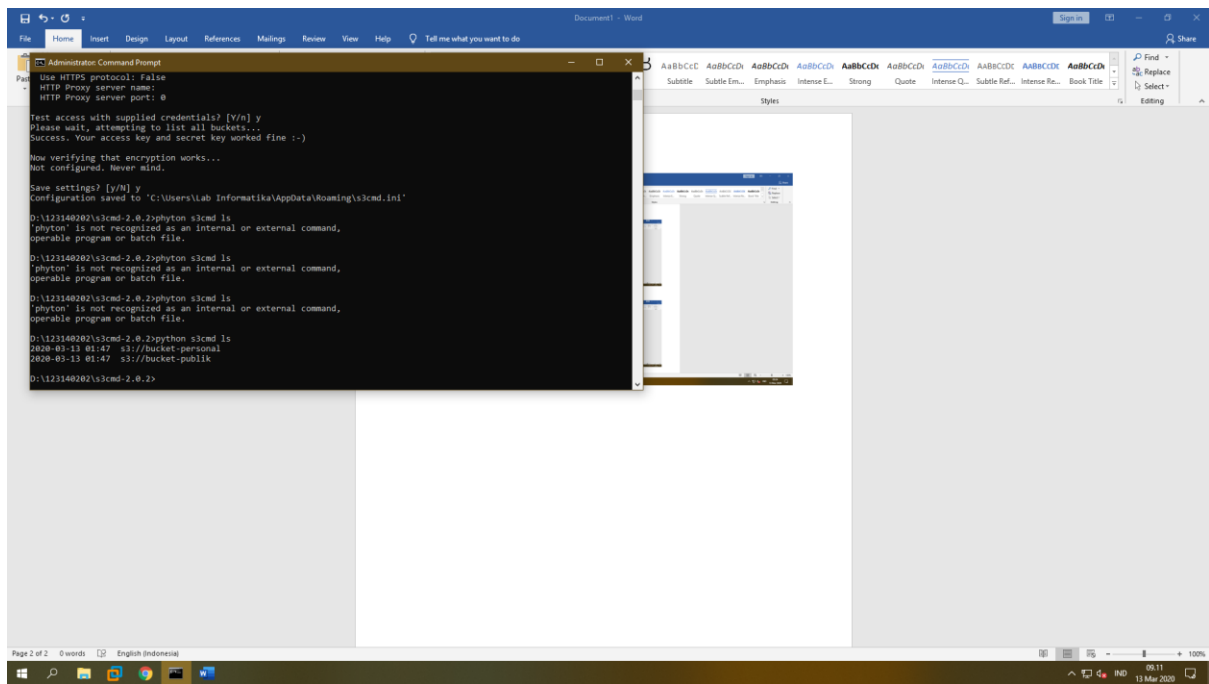 Document1 - Word
Sign in
File Home Insert Design Layout References Mailings Review View Help Tell me what you want to do
Share
Administrator: Command Prompt
Use HTTPS protocol: False
HTTP Proxy server name:
HTTP Proxy server port: 0
Test access with supplied credentials? [Y/n] y
Please wait, attempting to list all buckets...
Success. Your access key and secret key worked fine :-)
Now verifying that encryption works...
Not configured. Never mind.
Save settings? [y/N] y
Configuration saved to 'C:\Users\Lab Informatika\AppData\Roaming\s3cmd.ini'
D:\123140202\s3cmd-2.0.2>phyton s3cmd ls
'phyton' is not recognized as an internal or external command,
operable program or batch file.
D:\123140202\s3cmd-2.0.2>phyton s3cmd ls
'phyton' is not recognized as an internal or external command,
operable program or batch file.
D:\123140202\s3cmd-2.0.2>phyton s3cmd ls
'phyton' is not recognized as an internal or external command,
operable program or batch file.
D:\123140202\s3cmd-2.0.2>python s3cmd ls
2020-03-13 01:47 s3://bucket-personal
2020-03-13 01:47 s3://bucket-publik
D:\123140202\s3cmd-2.0.2>
Past
AaBbCcC AaBbCcDt AaBbCcDt AaBbCcDt AaBbCcDt AaBbCcDt AaBbCcDt AaBbCcDt AaBbCcDt AaBbCcDt
Subtitle Subtle Em... Emphasis Intense E... Strong Quote Intense Q... Subtle Ref... Intense Re... Book Title
Styles
Find
Replace
Select
Editing
Page 2 of 2 0 words English (Indonesia)
100%
IND
09.11
13 Mar 2020